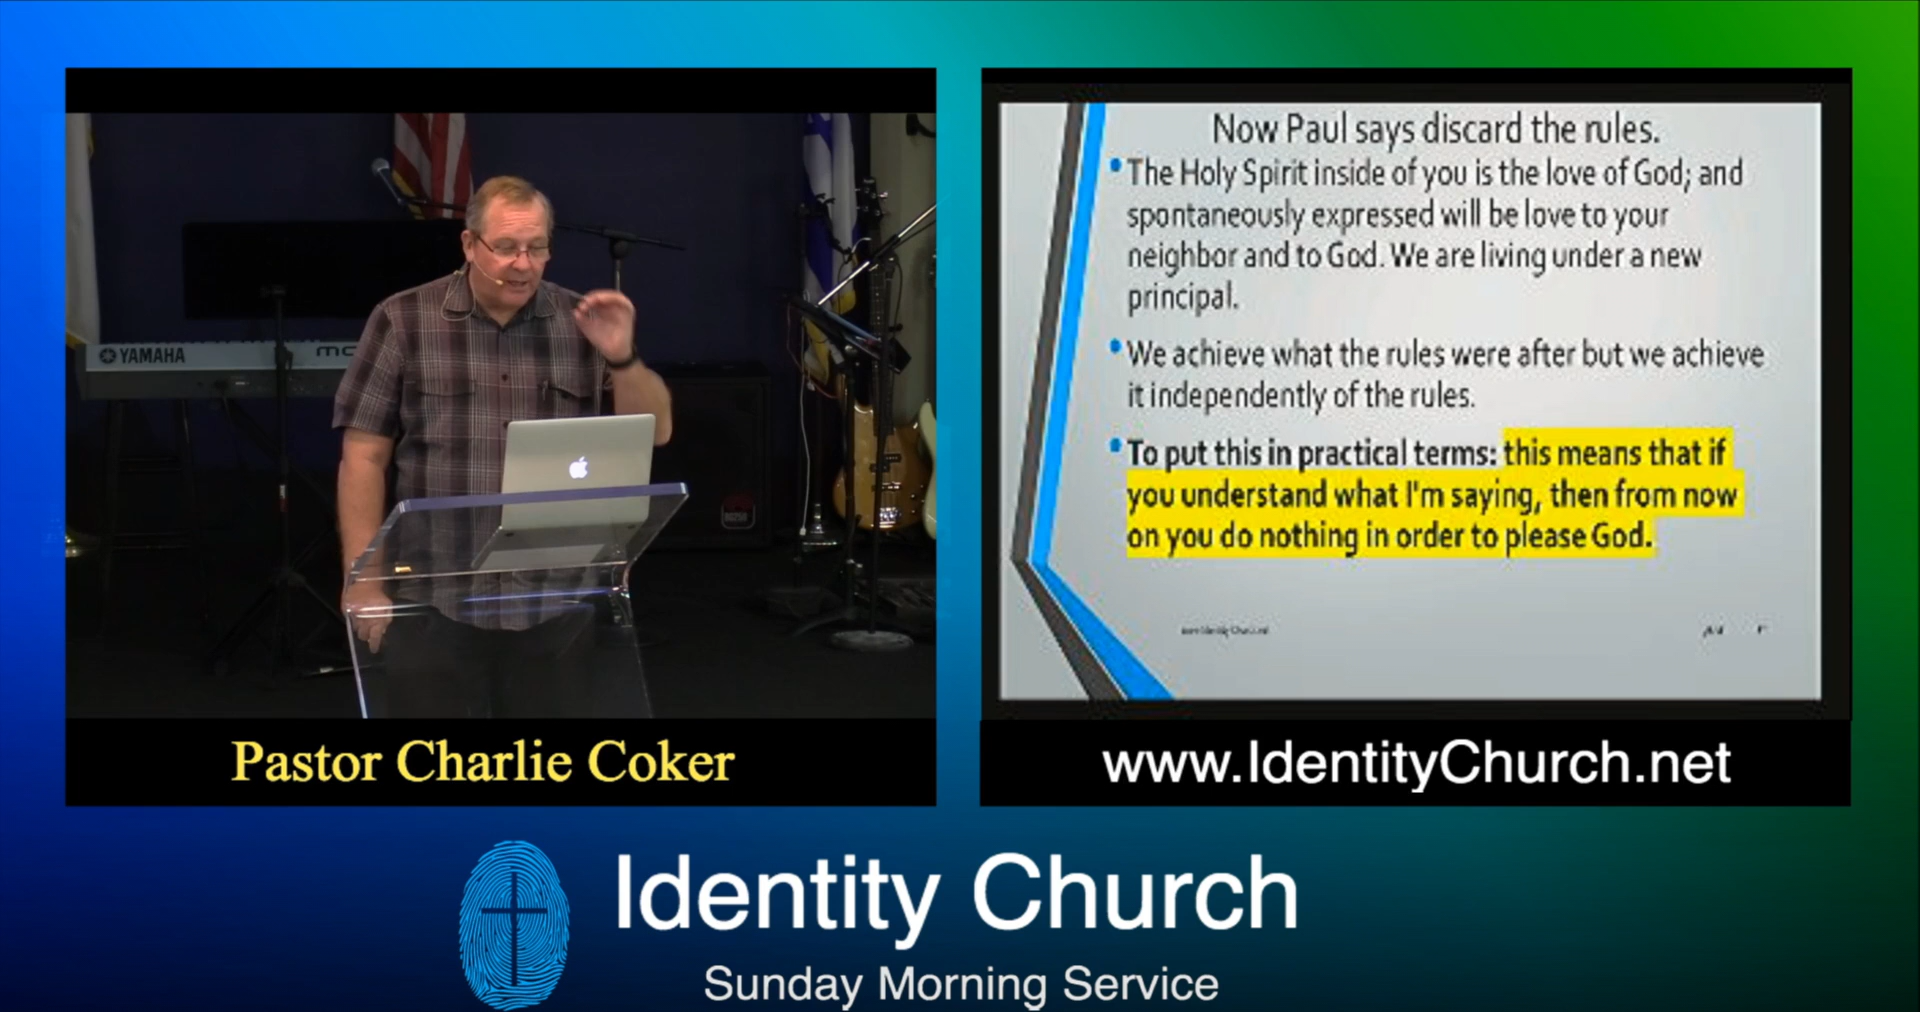 YAMAHA
Now Paul says discard the rules.
The Holy Spirit inside of you is the love of God; and
spontaneously expressed will be love to your
neighbor and to God. We are living under a new
principal.
We achieve what the rules were after but we achieve
it independently of the rules.
To put this in practical terms: this means that if
you understand what I'm saying, then from now
on you do nothing in order to please God.
Pastor Charlie Coker
www.IdentityChurch.net
Identity Church
Sunday Morning Service